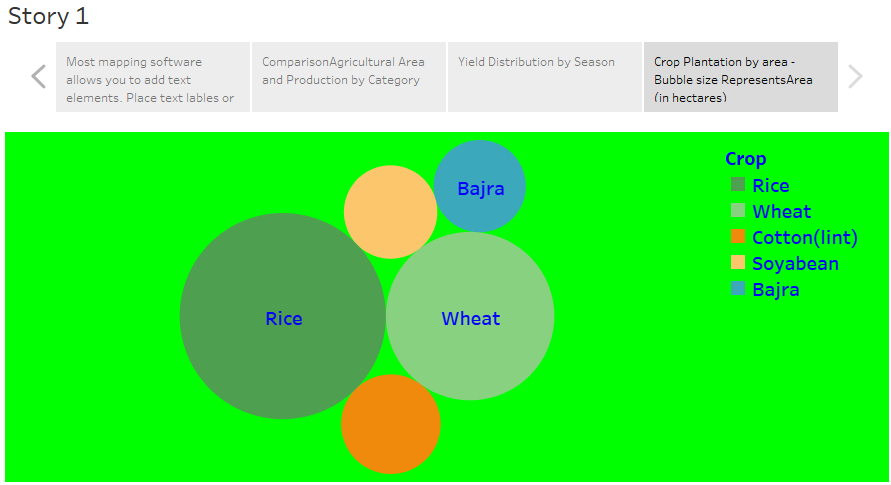 Story 1
Most mapping software
allows you to add text
elements. Place text lables or
ComparisonAgricultural Area
and Production by Category
Yield Distribution by Season
Crop Plantation by area -
Bubble size RepresentsArea
(in hectares)
Bajra
Rice
Wheat
Crop
Rice
Wheat
Cotton(lint)
Soyabean
Bajra